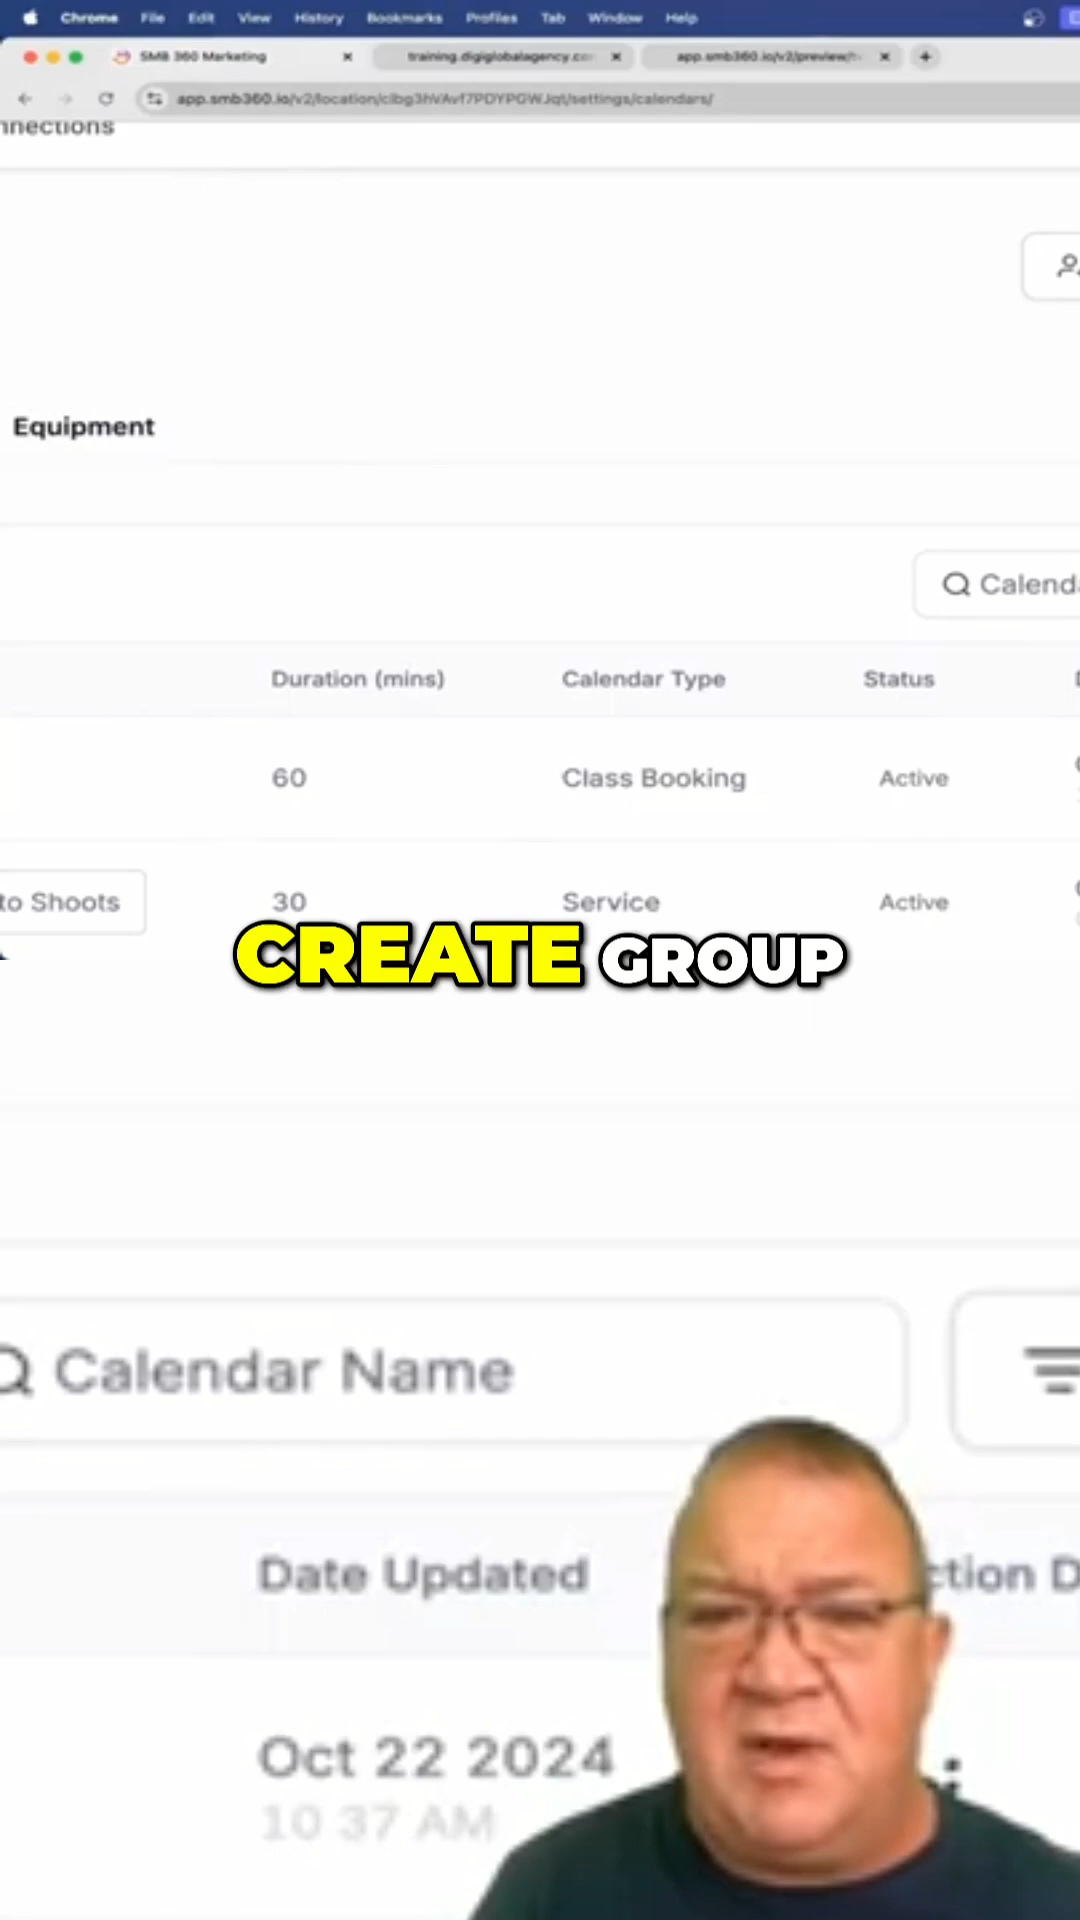 Chrome File Edit View History Bookmarks Profiles Tab Window Help
SMB 360 Marketing
training.digiglobalagency.co
app.smb360.io/v2/preview/
app.smb360.io/v2/location/
/settings/calendars/
nnections
Equipment
Calenda
Duration (mins) Calendar Type Status
60 Class Booking Active
to Shoots 30 Service Active
CREATE GROUP
Calendar Name
Date Updated ction D
Oct 22 2024
10 37 AM